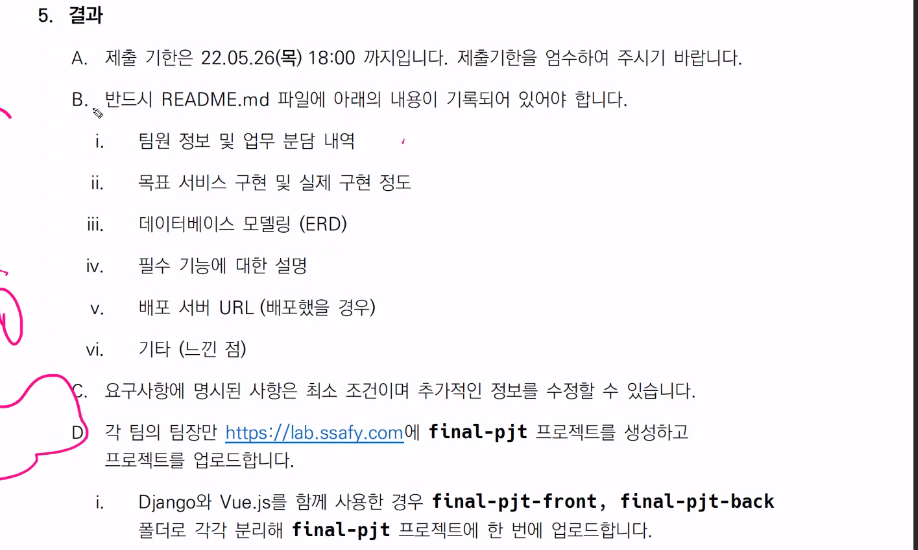 5. 결과
A. 제출 기한은 22.05.26(목) 18:00 까지입니다. 제출기한을 엄수하여 주시기 바랍니다.
B. 반드시 README.md 파일에 아래의 내용이 기록되어 있어야 합니다.
i. 팀원 정보 및 업무 분담 내역
ii. 목표 서비스 구현 및 실제 구현 정도
iii. 데이터베이스 모델링 (ERD)
iv. 필수 기능에 대한 설명
v. 배포 서버 URL (배포했을 경우)
vi. 기타 (느낀 점)
C. 요구사항에 명시된 사항은 최소 조건이며 추가적인 정보를 수정할 수 있습니다.
D. 각 팀의 팀장만 https://lab.ssafy.com에 final-pjt 프로젝트를 생성하고
프로젝트를 업로드합니다.
i. Django와 Vue.js를 함께 사용한 경우 final-pjt-front, final-pjt-back
폴더로 각각 분리해 final-pjt 프로젝트에 한 번에 업로드합니다.